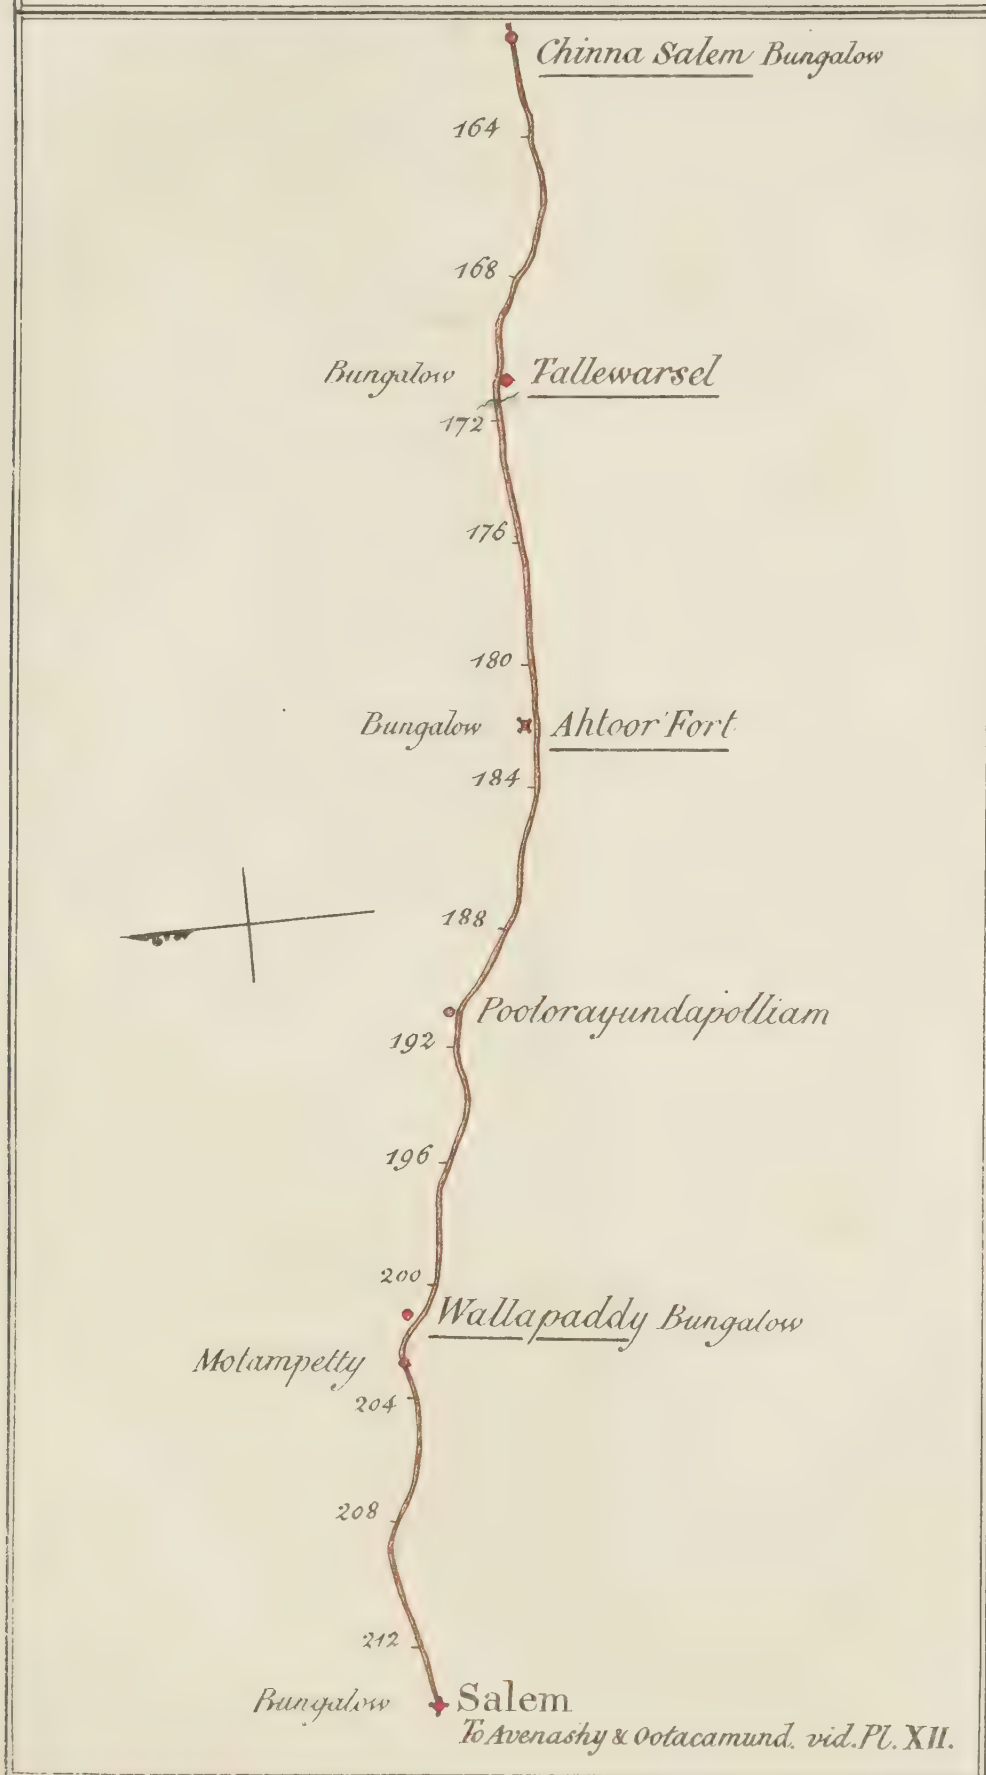 Chinna Salem Bungalow
164
168
Bungalow Tallewarsel
172
176
180
Bungalow Ahtoor Fort
184
188
Poolorayundapolliam
192
196
200
Wallapaddy Bungalow
Molampetty
204
208
212
Bungalow Salem
To Avenashy & Ootacamund. vid. Pl. XII.